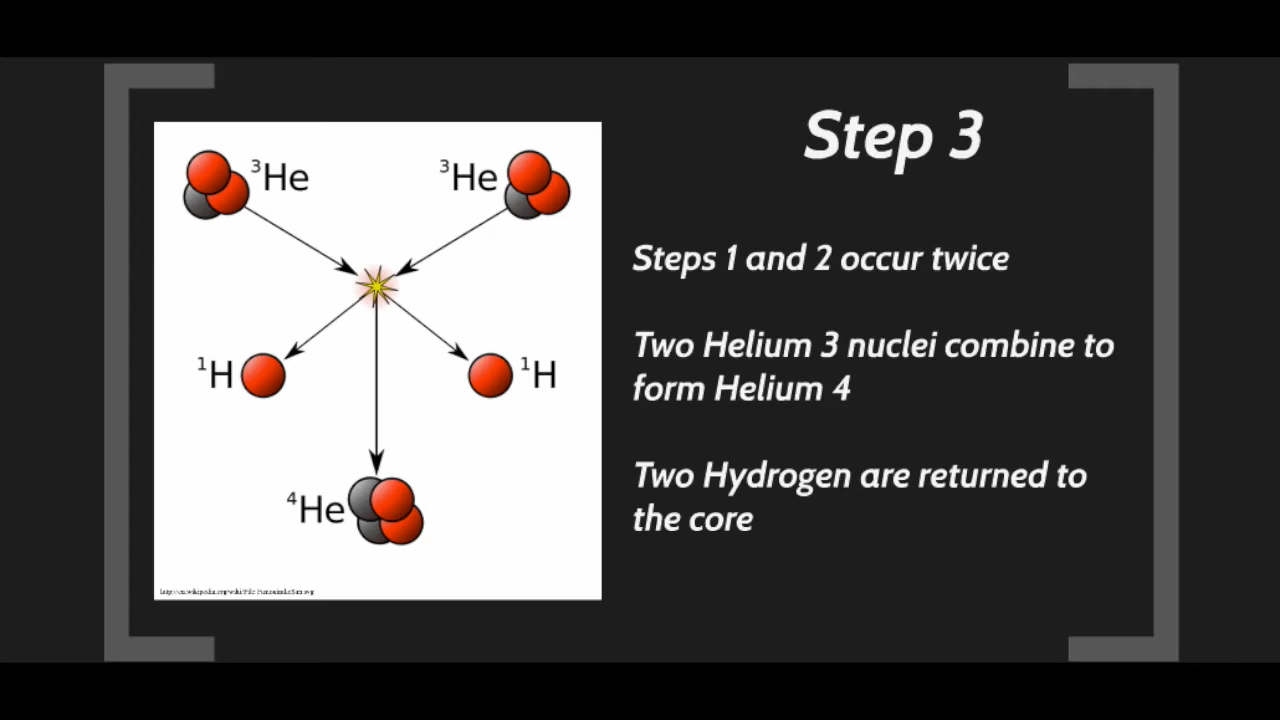 Step 3
³He
³He
¹H
¹H
⁴He
Steps 1 and 2 occur twice
Two Helium 3 nuclei combine to
form Helium 4
Two Hydrogen are returned to
the core